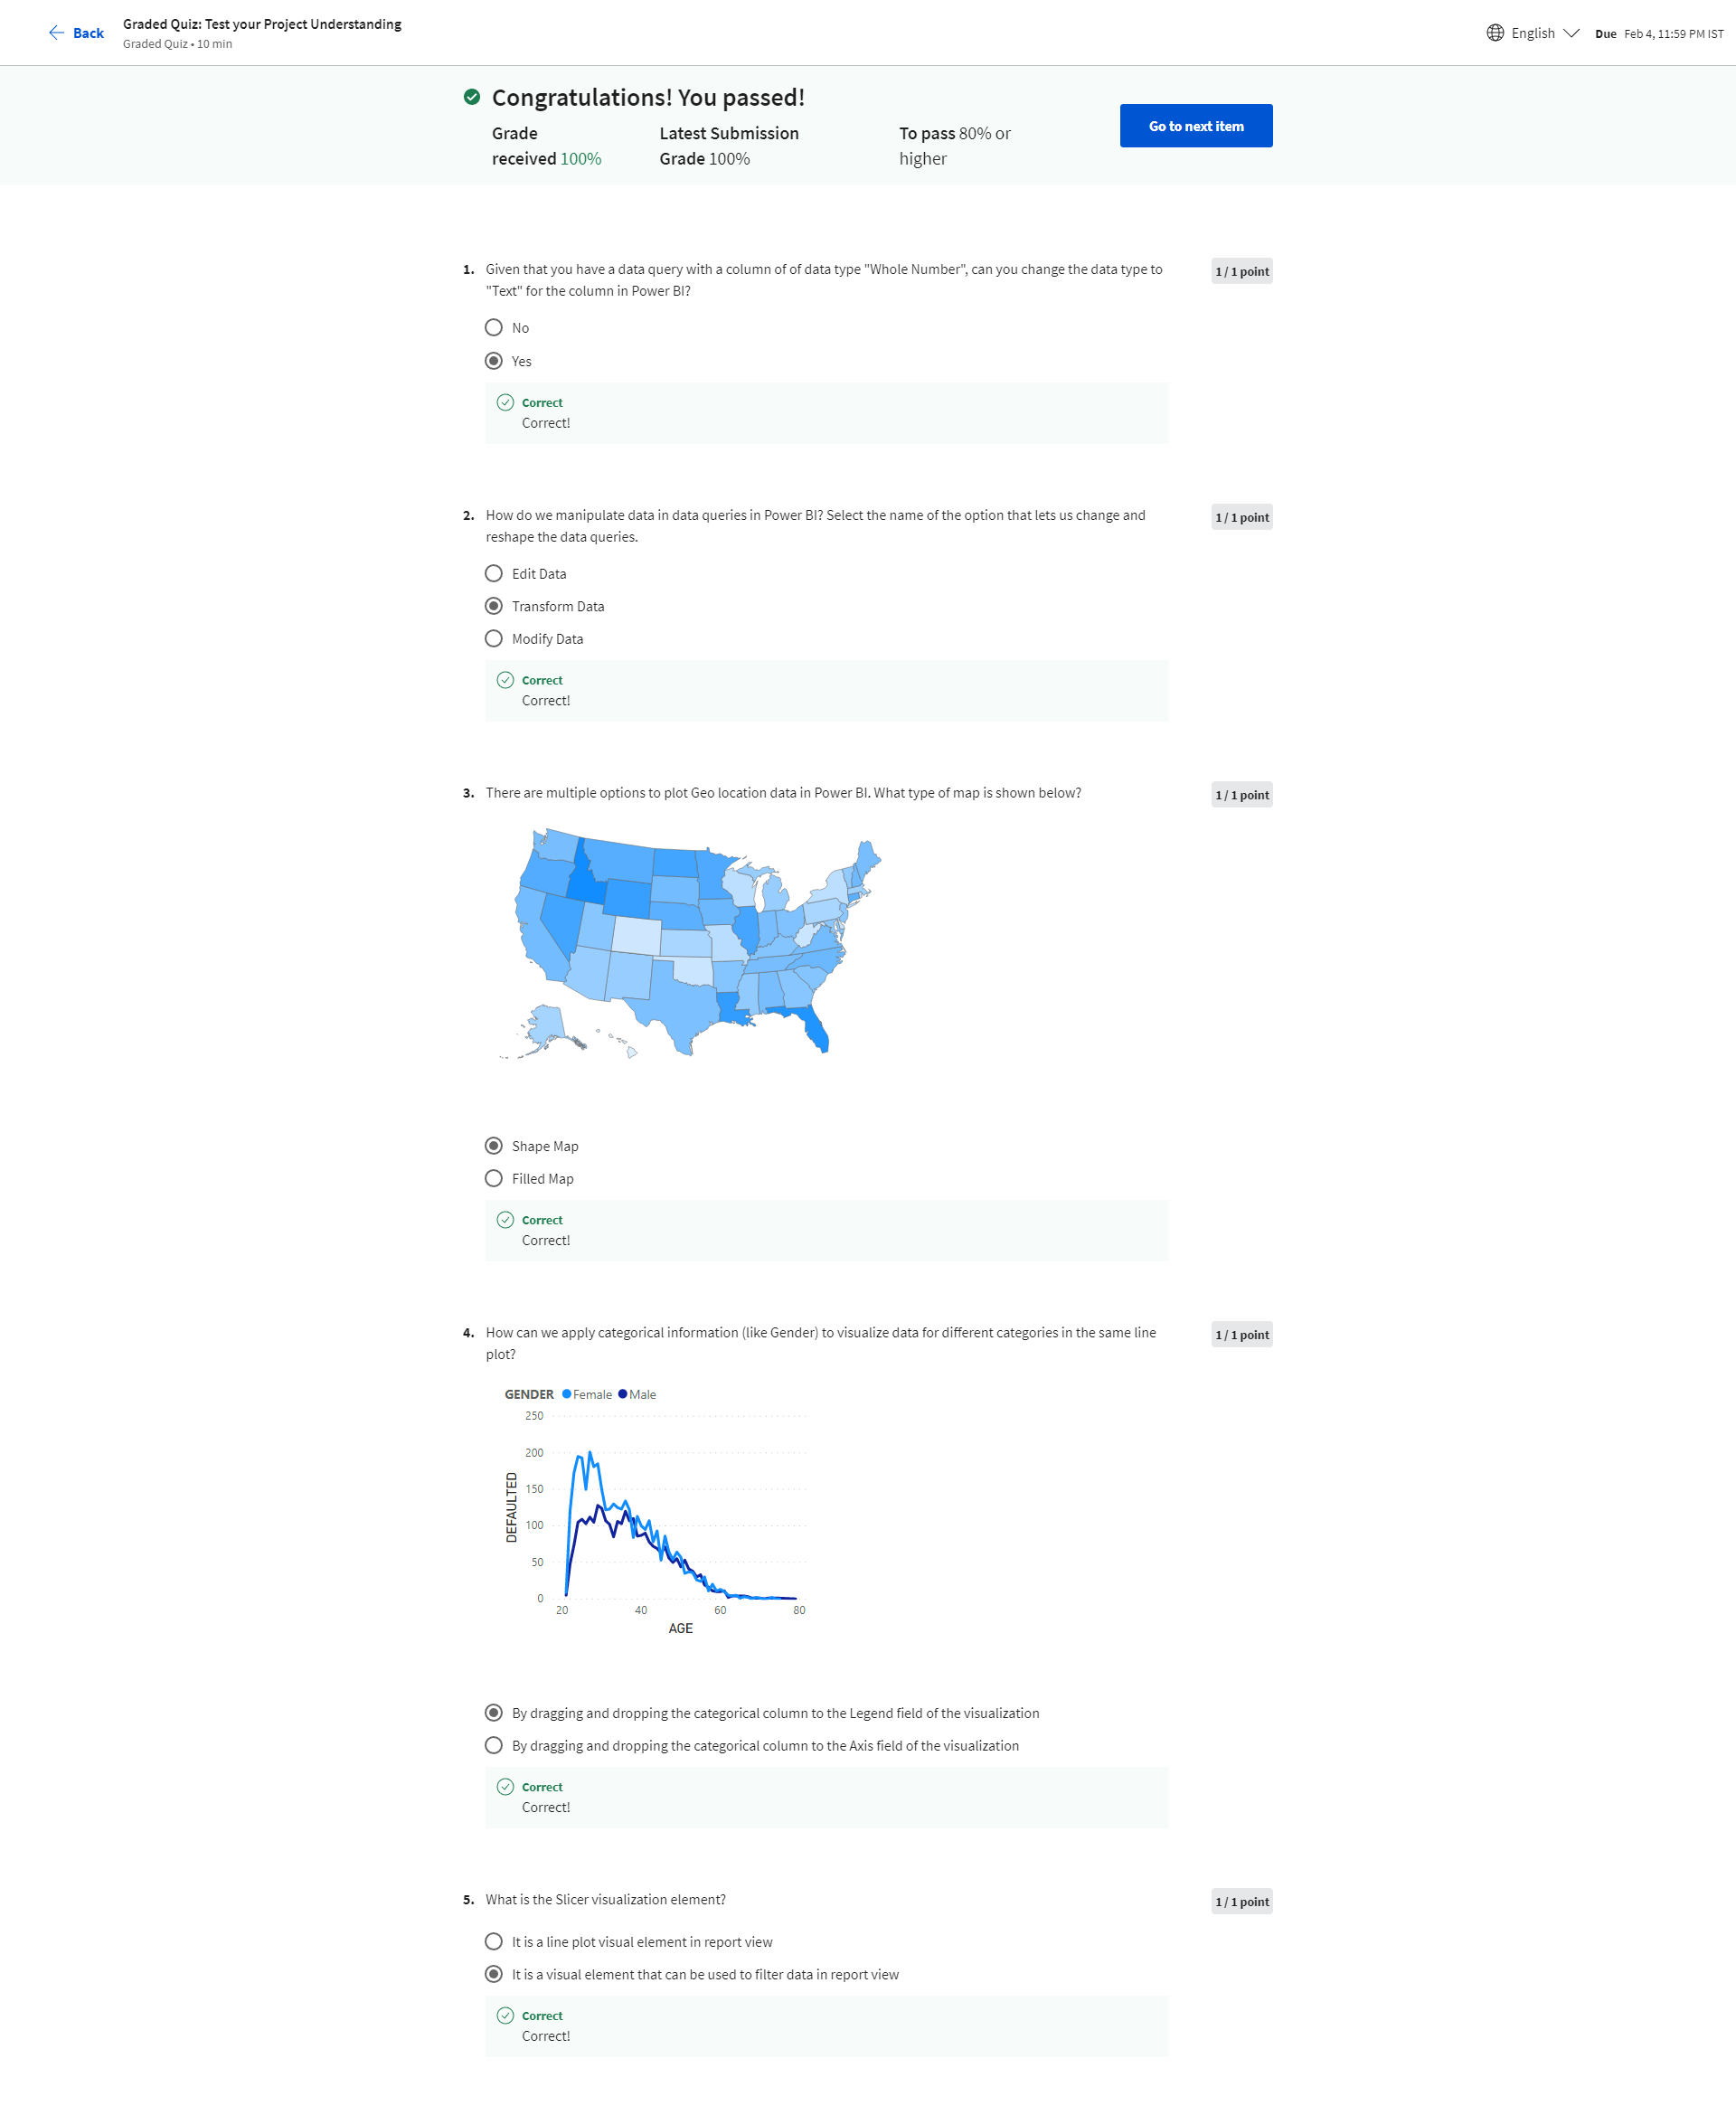 Back
Graded Quiz: Test your Project Understanding
Graded Quiz • 10 min
English
Due Feb 4, 11:59 PM IST
Congratulations! You passed!
Grade
received 100%
Latest Submission
Grade 100%
To pass 80% or
higher
Go to next item
1. Given that you have a data query with a column of of data type "Whole Number", can you change the data type to
"Text" for the column in Power BI?
1 / 1 point
No
Yes
Correct
Correct!
2. How do we manipulate data in data queries in Power BI? Select the name of the option that lets us change and
reshape the data queries.
1 / 1 point
Edit Data
Transform Data
Modify Data
Correct
Correct!
3. There are multiple options to plot Geo location data in Power BI. What type of map is shown below?
1 / 1 point
Shape Map
Filled Map
Correct
Correct!
4. How can we apply categorical information (like Gender) to visualize data for different categories in the same line
plot?
1 / 1 point
GENDER Female Male
250
200
150
100
50
0
DEFAULTED
20 40 60 80
AGE
By dragging and dropping the categorical column to the Legend field of the visualization
By dragging and dropping the categorical column to the Axis field of the visualization
Correct
Correct!
5. What is the Slicer visualization element?
1 / 1 point
It is a line plot visual element in report view
It is a visual element that can be used to filter data in report view
Correct
Correct!